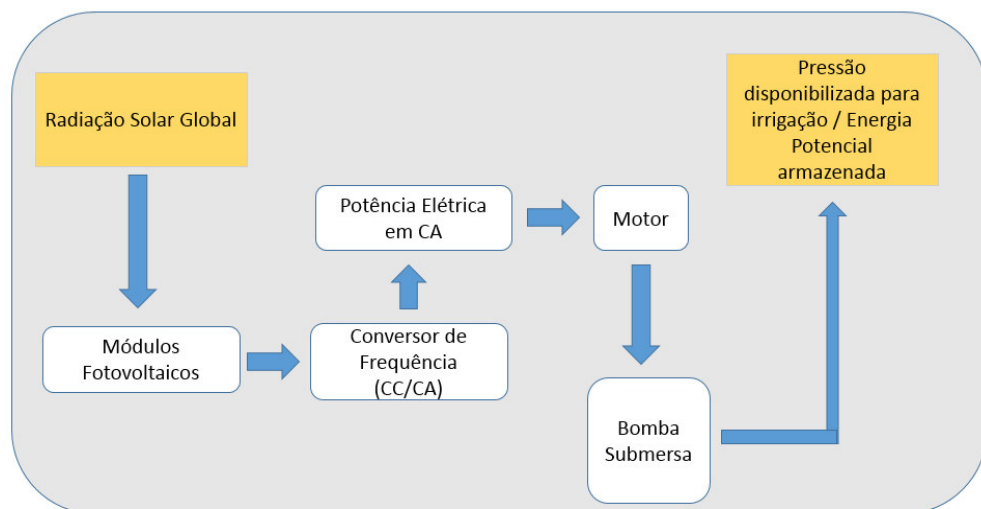 Radiação Solar Global
Módulos
Fotovoltaicos
Conversor de
Frequência
(CC/CA)
Potência Elétrica
em CA
Motor
Bomba
Submersa
Pressão
disponibilizada para
irrigação / Energia
Potencial
armazenada